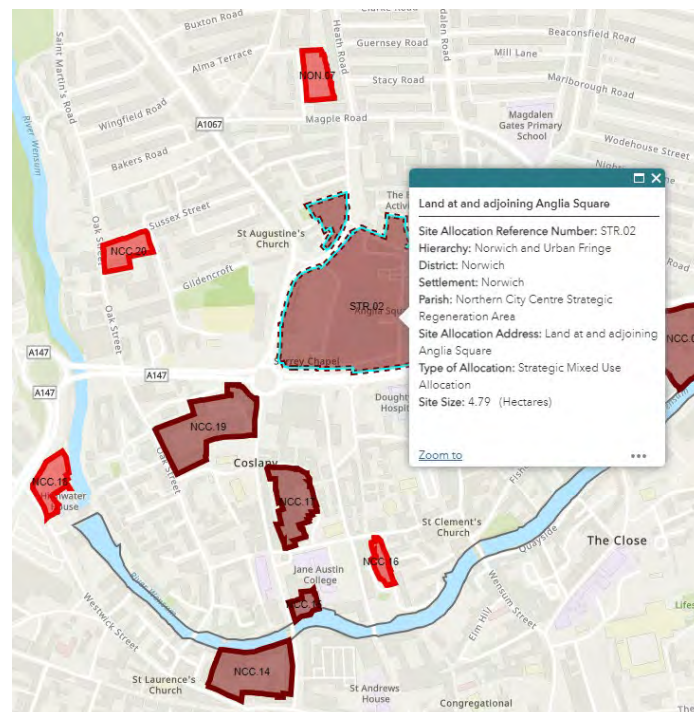 Buxton Road
Heath Road
Guernsey Road
Beaconsfield Road
Saint Martin's Road
Alma Terrace
Mill Lane
NON.07
Stacy Road
Marlborough Road
Wingfield Road
A1067
Magpie Road
River Wensum
Magdalen
Gates Primary
School
Wodehouse Street
Bakers Road
Oak Street
Sussex Street
St Augustine's
Church
NCC.20
Gildencroft
Oak Street
STR.02
Anglia Square
Surrey Chapel
A147
A147
A147
Land at and adjoining Anglia Square
Site Allocation Reference Number: STR.02
Hierarchy: Norwich and Urban Fringe
District: Norwich
Settlement: Norwich
Parish: Northern City Centre Strategic
Regeneration Area
Site Allocation Address: Land at and adjoining
Anglia Square
Type of Allocation: Strategic Mixed Use
Allocation
Site Size: 4.79 (Hectares)
Zoom to
NCC.19
Oak Street
Coslany
House
St Clement's
Church
Quayside
The Close
NCC.16
Jane Austin
College
River Wensum
Westwick Street
Elm Hill
Wensum Street
St Laurence's
Church
NCC.14
St Andrews
House
Congregational